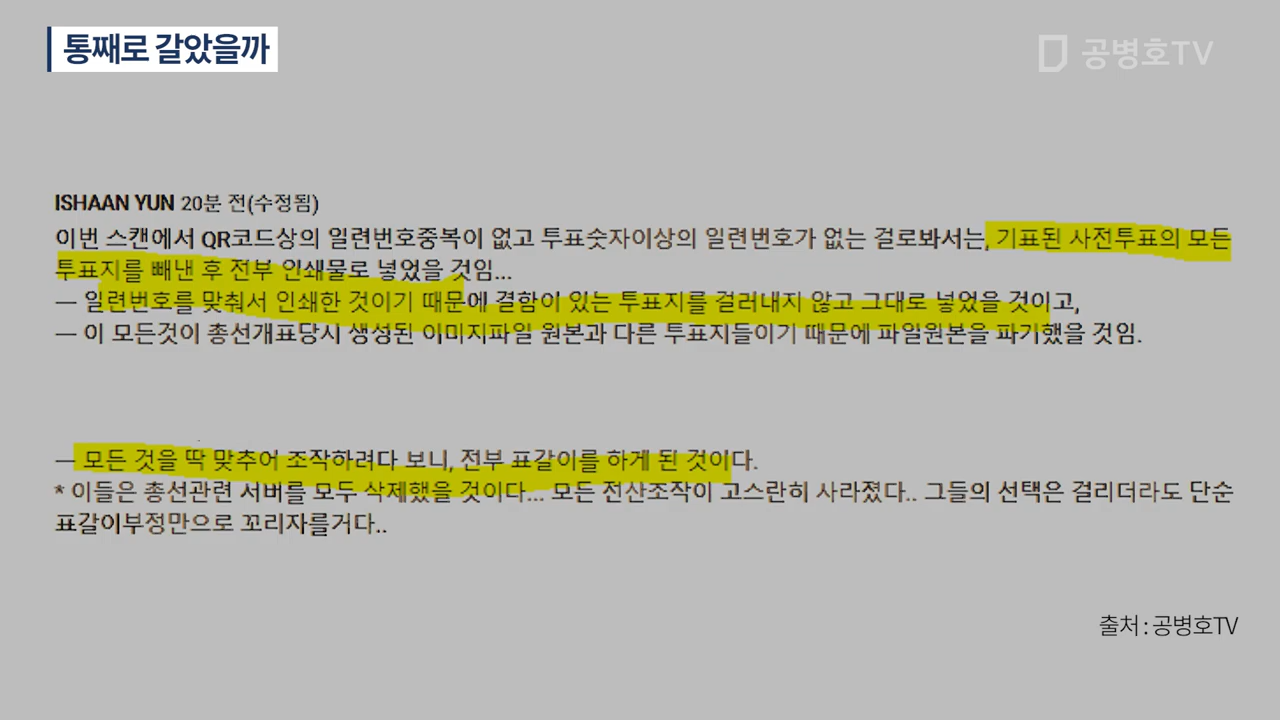 통째로 갈았을까
공병호TV
ISHAAN YUN 20분 전(수정됨)
이번 스캔에서 QR코드상의 일련번호중복이 없고 투표숫자이상의 일련번호가 없는 걸로봐서는, 기표된 사전투표의 모든
투표지를 빼낸 후 전부 인쇄물로 넣었을 것임...
— 일련번호를 맞춰서 인쇄한 것이기 때문에 결함이 있는 투표지를 걸러내지 않고 그대로 넣었을 것이고,
— 이 모든것이 총선개표당시 생성된 이미지파일 원본과 다른 투표지들이기 때문에 파일원본을 파기했을 것임.
— 모든 것을 딱 맞추어 조작하려다 보니, 전부 표갈이를 하게 된 것이다.
* 이들은 총선관련 서버를 모두 삭제했을 것이다... 모든 전산조작이 고스란히 사라졌다.. 그들의 선택은 걸리더라도 단순
표갈이부정만으로 꼬리자를거다..
출처 : 공병호TV